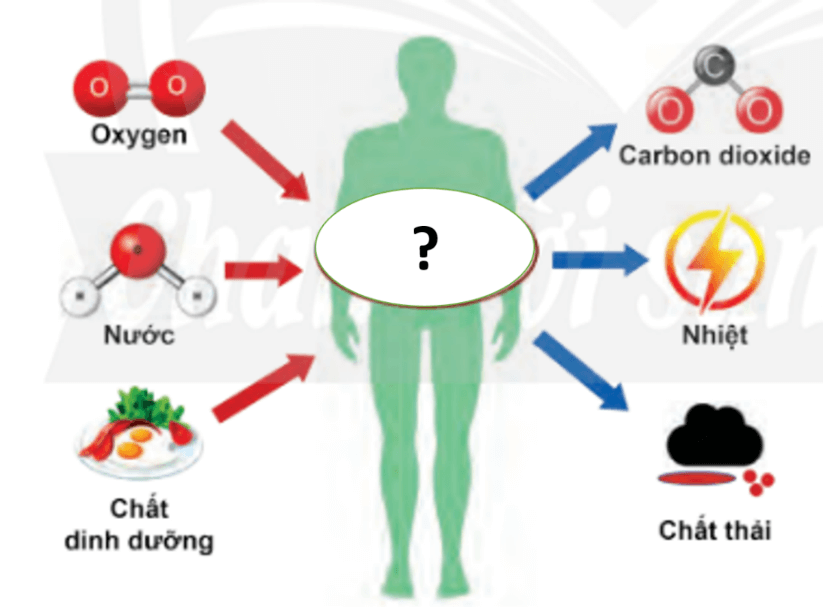 O O
Oxygen
C
O O
Carbon dioxide
?
Nước
Nhiệt
Chất
dinh dưỡng
Chất thải